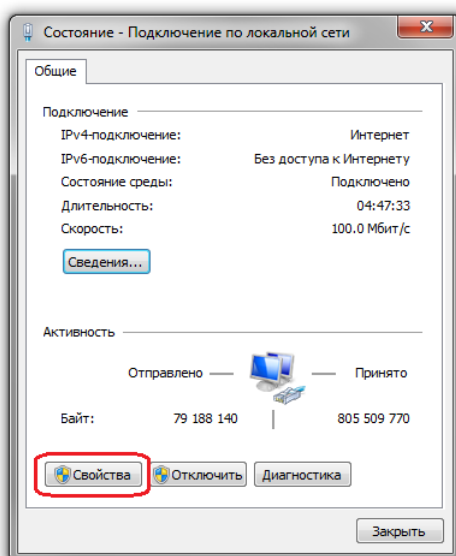 Состояние - Подключение по локальной сети
Общие
Подключение
IPv4-подключение: Интернет
IPv6-подключение: Без доступа к Интернету
Состояние среды: Подключено
Длительность: 04:47:33
Скорость: 100.0 Мбит/с
Сведения...
Активность
Отправлено — — Принято
Байт: 79 188 140 805 509 770
Свойства Отключить Диагностика
Закрыть